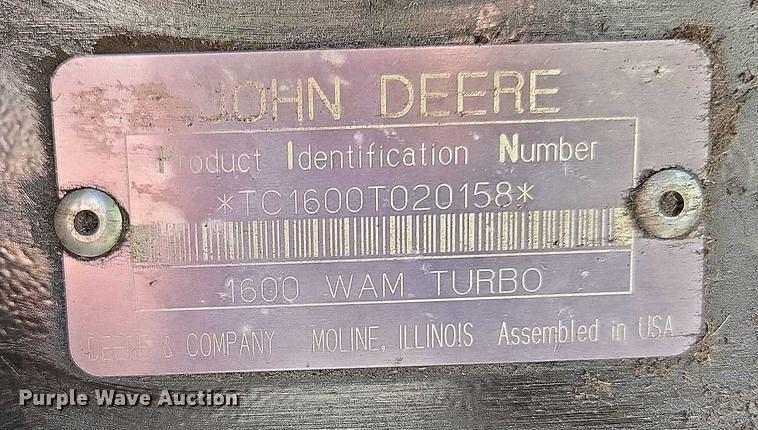 JOHN DEERE
Product Identification Number
*TC1600T020158*
1600 WAM TURBO
DEERE & COMPANY MOLINE, ILLINOIS Assembled in USA
Purple Wave Auction